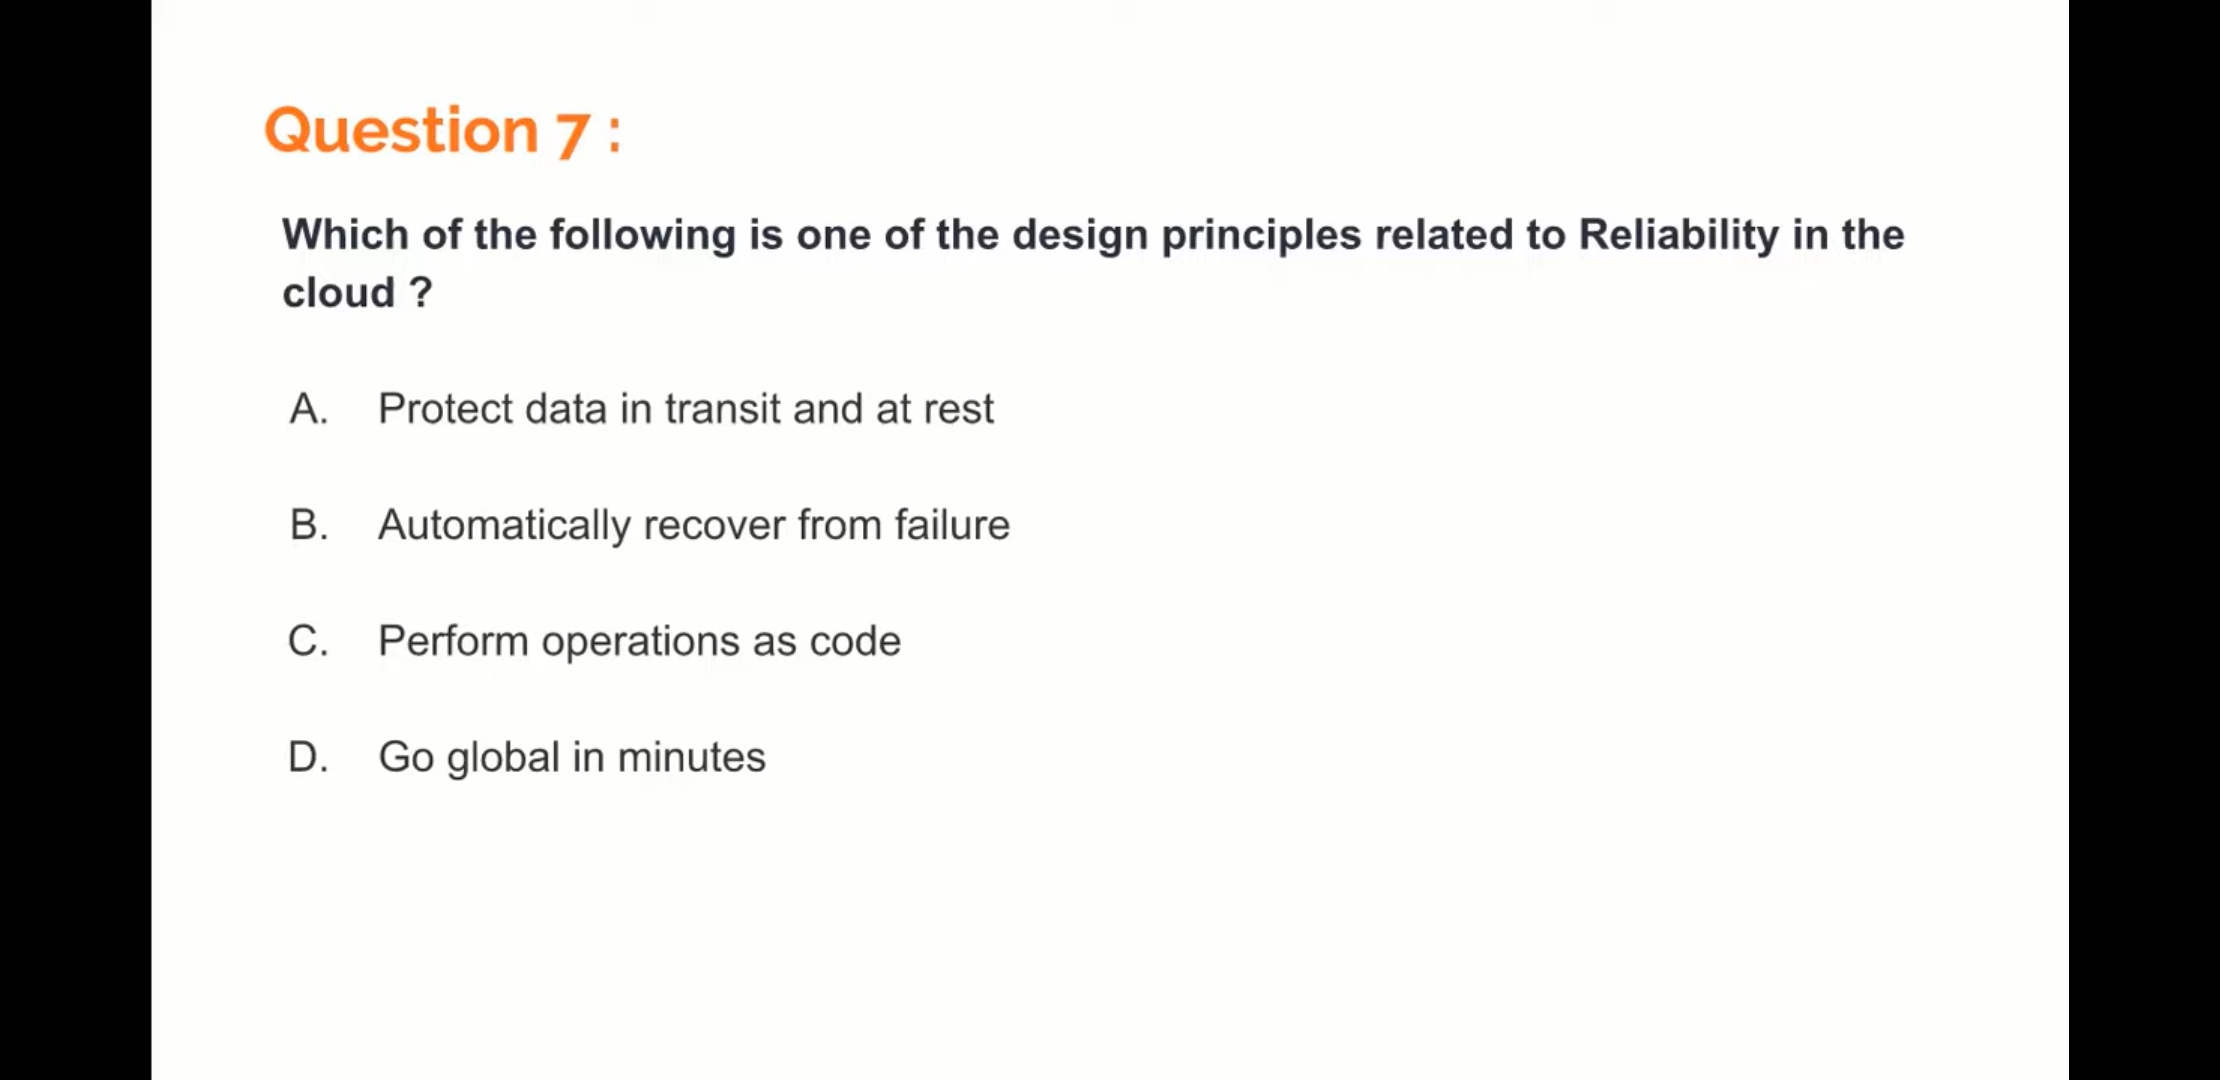 Question 7 :
Which of the following is one of the design principles related to Reliability in the
cloud ?
A. Protect data in transit and at rest
B. Automatically recover from failure
C. Perform operations as code
D. Go global in minutes